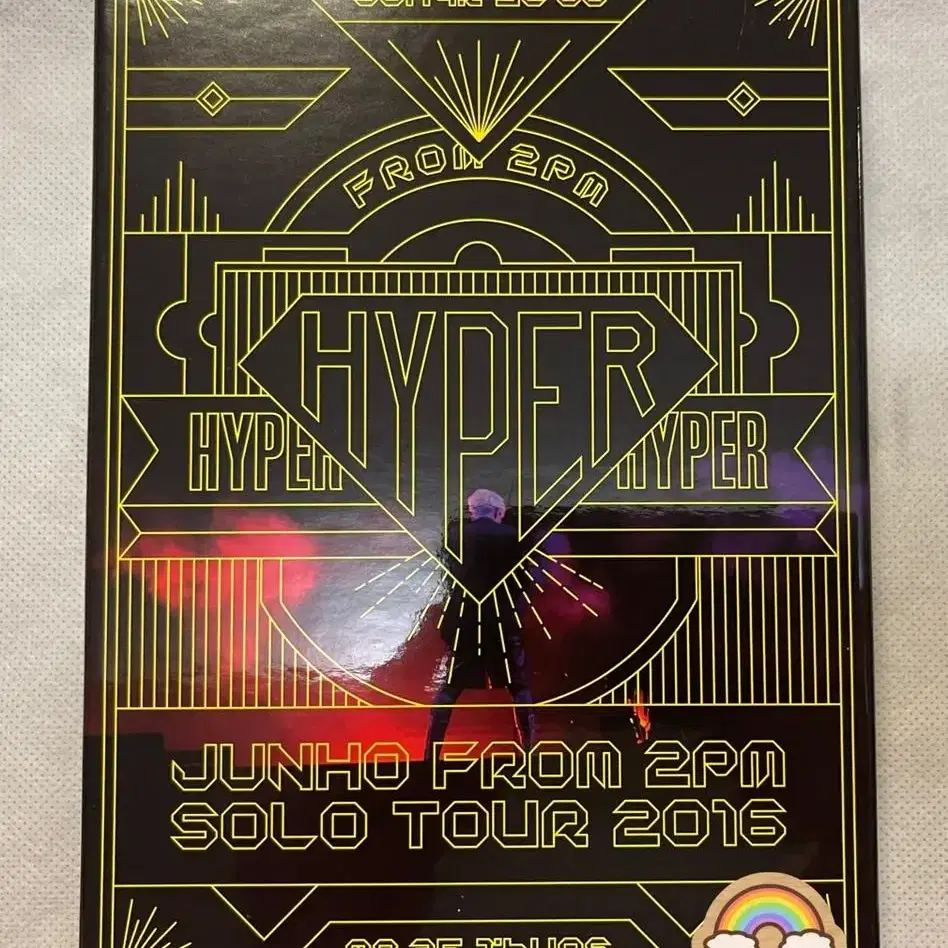 FROM 2PM
HYPER
HYPER
HYPER
JUNHO FROM 2PM
SOLO TOUR 2016